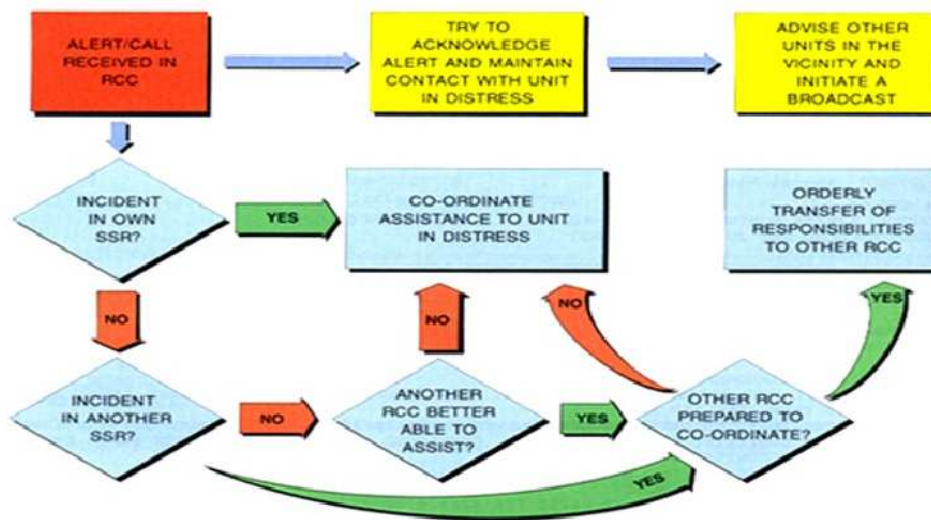 ALERT/CALL
RECEIVED IN
RCC
TRY TO
ACKNOWLEDGE
ALERT AND MAINTAIN
CONTACT WITH UNIT
IN DISTRESS
ADVISE OTHER
UNITS IN THE
VICINITY AND
INITIATE A
BROADCAST
INCIDENT
IN OWN
SSR?
YES
CO-ORDINATE
ASSISTANCE TO UNIT
IN DISTRESS
ORDERLY
TRANSFER OF
RESPONSIBILITIES
TO OTHER RCC
NO
NO
NO
YES
INCIDENT
IN ANOTHER
SSR?
NO
ANOTHER
RCC BETTER
ABLE TO
ASSIST?
YES
OTHER RCC
PREPARED TO
CO-ORDINATE?
YES